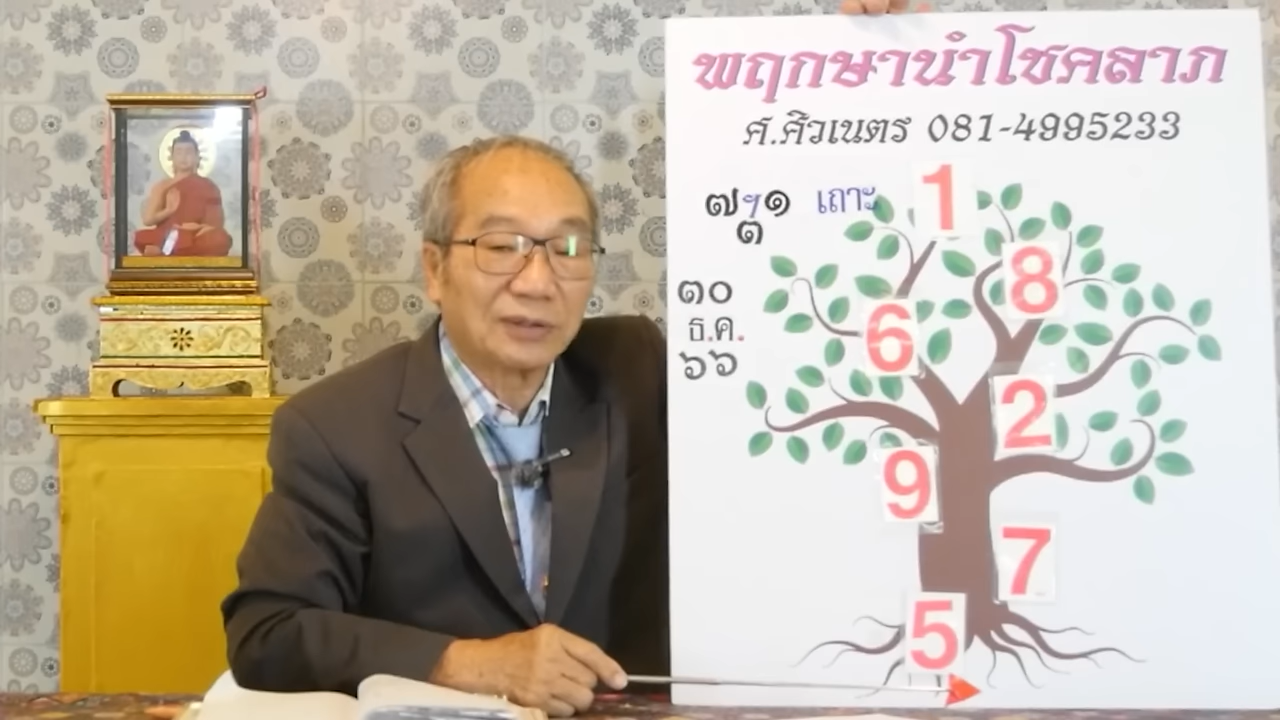 พฤกษานำโชคลาภ
ศ.ศิวเนตร 081-4995233
๗ฯ๑ เถาะ
๓
๓๐
ธ.ค.
๖๖
1
8
6
2
9
7
5